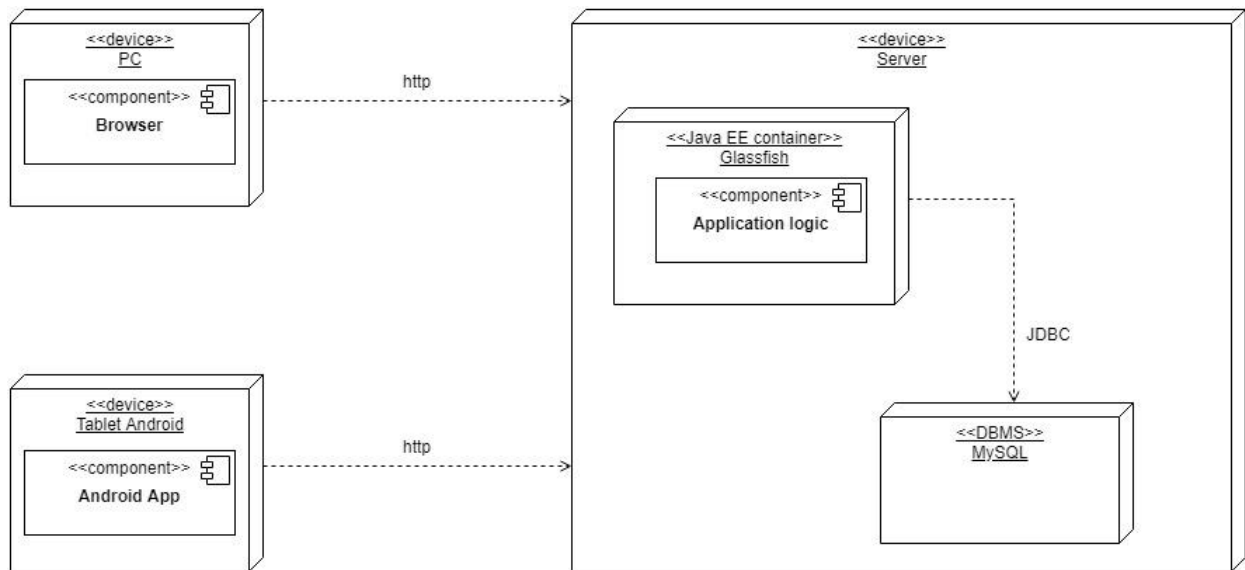 <<device>>
PC
<<component>>
Browser
http
<<device>>
Server
<<Java EE container>>
Glassfish
<<component>>
Application logic
JDBC
<<device>>
Tablet Android
<<component>>
Android App
http
<<DBMS>>
MySQL